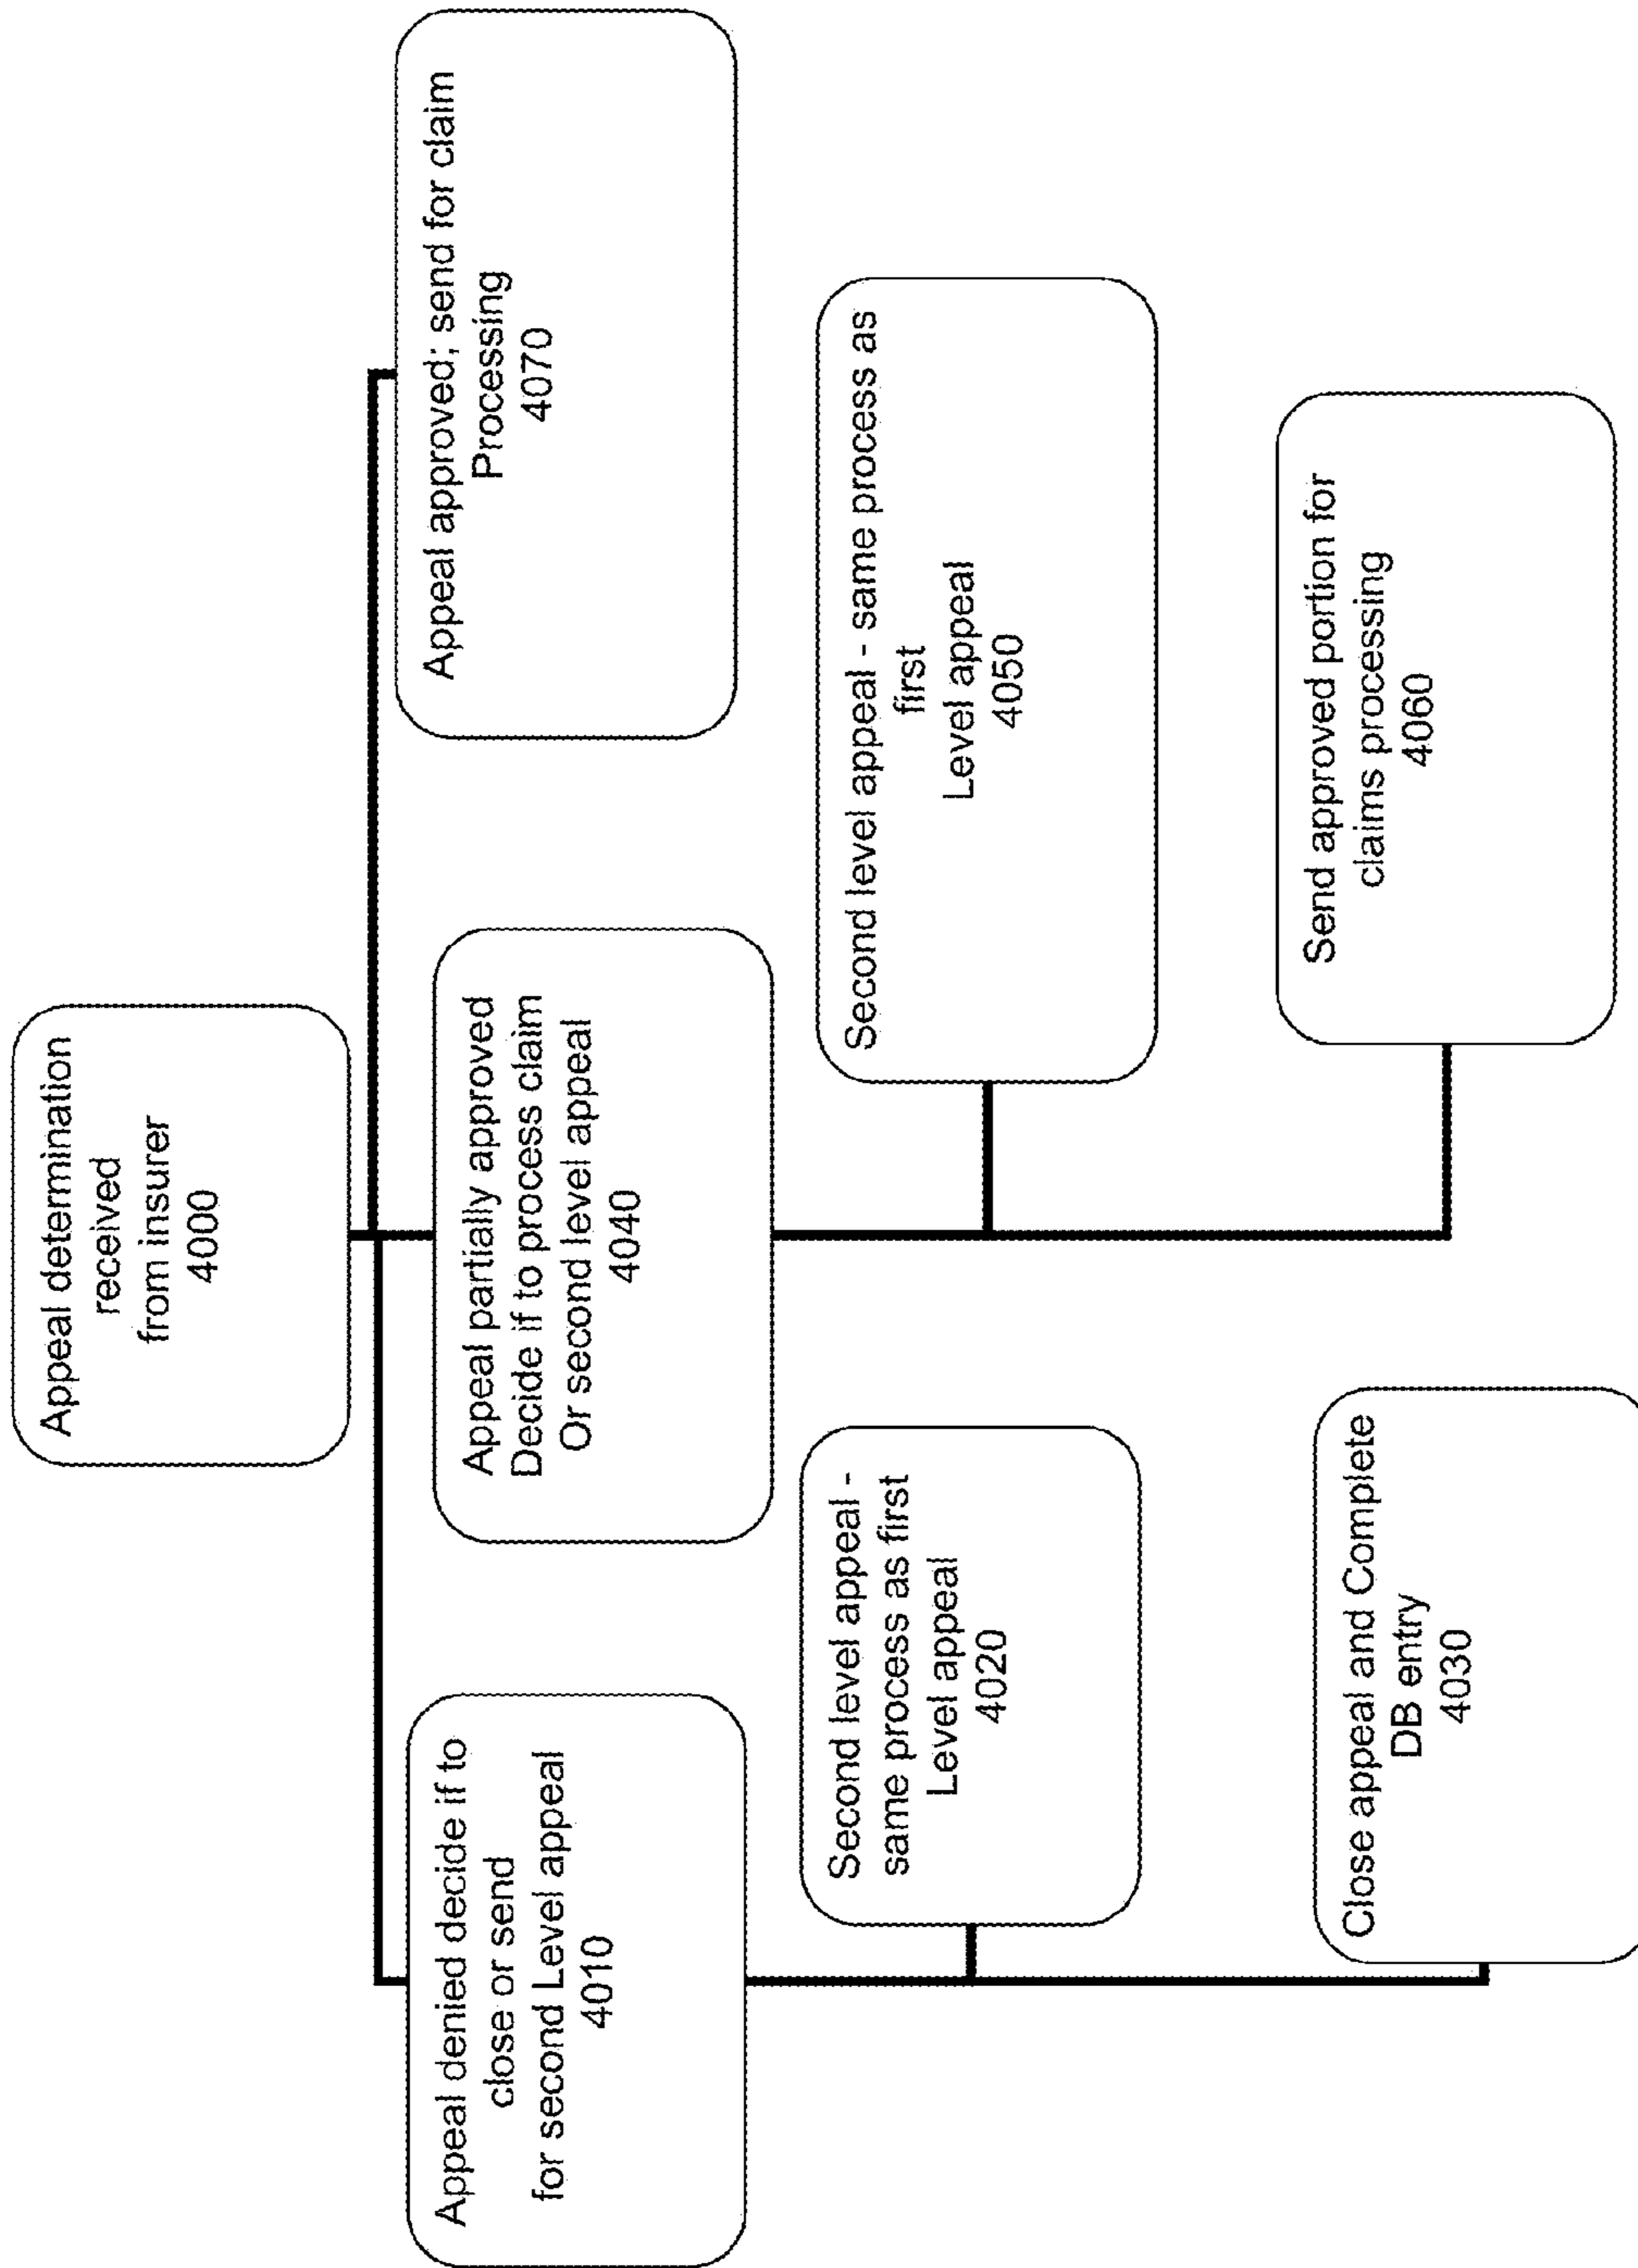 Appeal determination
received
from insurer
4000
Appeal denied decide if to
close or send
for second Level appeal
4010
Appeal partially approved
Decide if to process claim
Or second level appeal
4040
Appeal approved; send for claim
Processing
4070
Second level appeal -
same process as first
Level appeal
4020
Second level appeal - same process as
first
Level appeal
4050
Close appeal and Complete
DB entry
4030
Send approved portion for
claims processing
4060